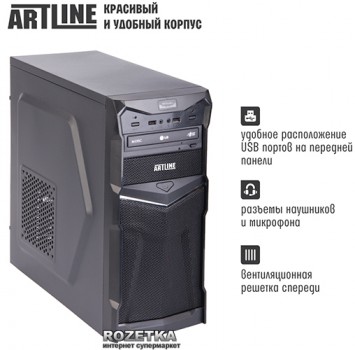 ARTLINE
КРАСИВЫЙ
И УДОБНЫЙ КОРПУС
удобное расположение
USB портов на передней
панели
разъемы наушников
и микрофона
вентиляционная
решетка спереди
ARTLINE
ROZETKA
интернет супермаркет